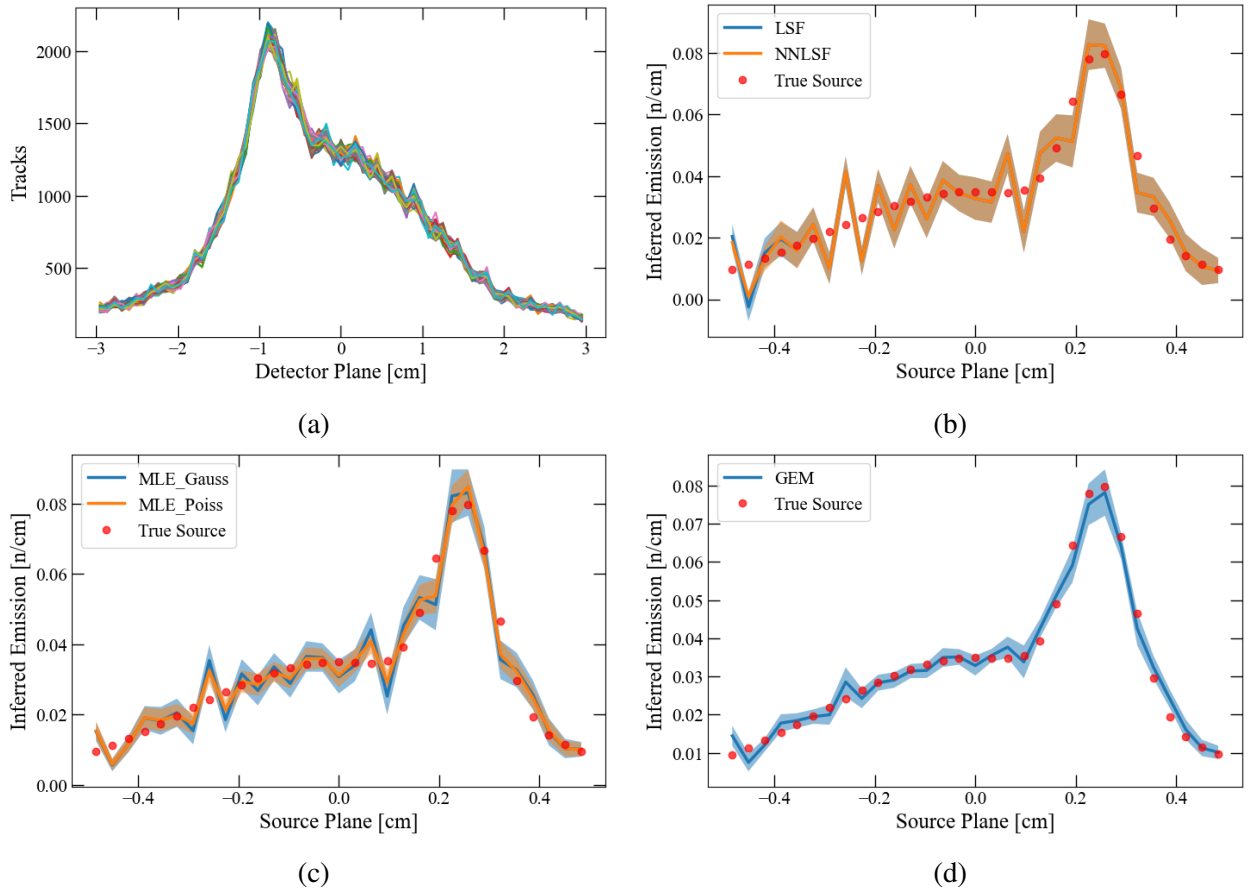 2000
1500
1000
500
Tracks
−3 −2 −1 0 1 2 3
Detector Plane [cm]
(a)
LSF
NNLSF
True Source
0.08
0.06
0.04
0.02
0.00
Inferred Emission [n/cm]
−0.4 −0.2 0.0 0.2 0.4
Source Plane [cm]
(b)
MLE_Gauss
MLE_Poiss
True Source
0.08
0.06
0.04
0.02
0.00
Inferred Emission [n/cm]
−0.4 −0.2 0.0 0.2 0.4
Source Plane [cm]
(c)
GEM
True Source
0.08
0.07
0.06
0.05
0.04
0.03
0.02
0.01
Inferred Emission [n/cm]
−0.4 −0.2 0.0 0.2 0.4
Source Plane [cm]
(d)